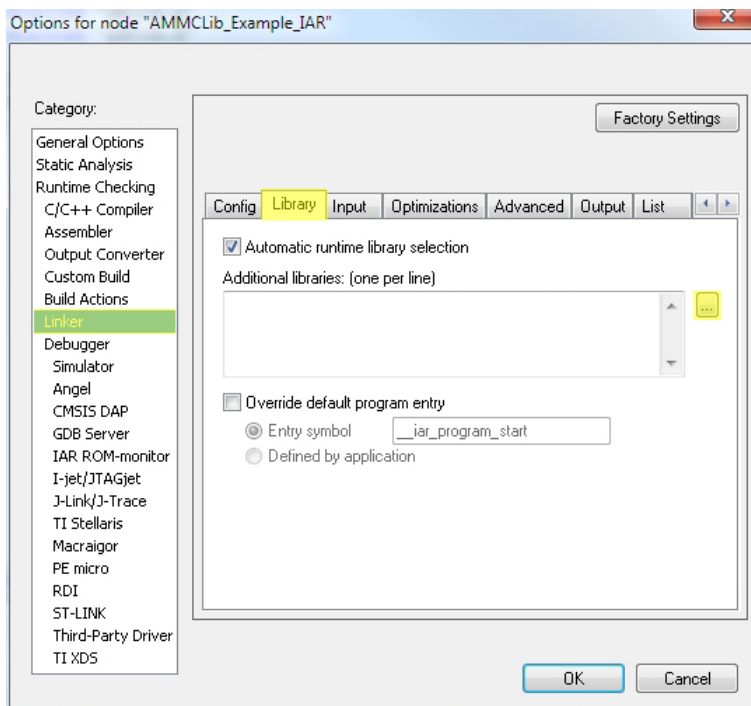 Options for node "AMMCLib_Example_IAR"
Category:
General Options
Static Analysis
Runtime Checking
C/C++ Compiler
Assembler
Output Converter
Custom Build
Build Actions
Linker
Debugger
Simulator
Angel
CMSIS DAP
GDB Server
IAR ROM-monitor
I-jet/JTAGjet
J-Link/J-Trace
TI Stellaris
Macraigor
PE micro
RDI
ST-LINK
Third-Party Driver
TI XDS
Factory Settings
Config Library Input Optimizations Advanced Output List
Automatic runtime library selection
Additional libraries: (one per line)
...
Override default program entry
Entry symbol __iar_program_start
Defined by application
OK Cancel